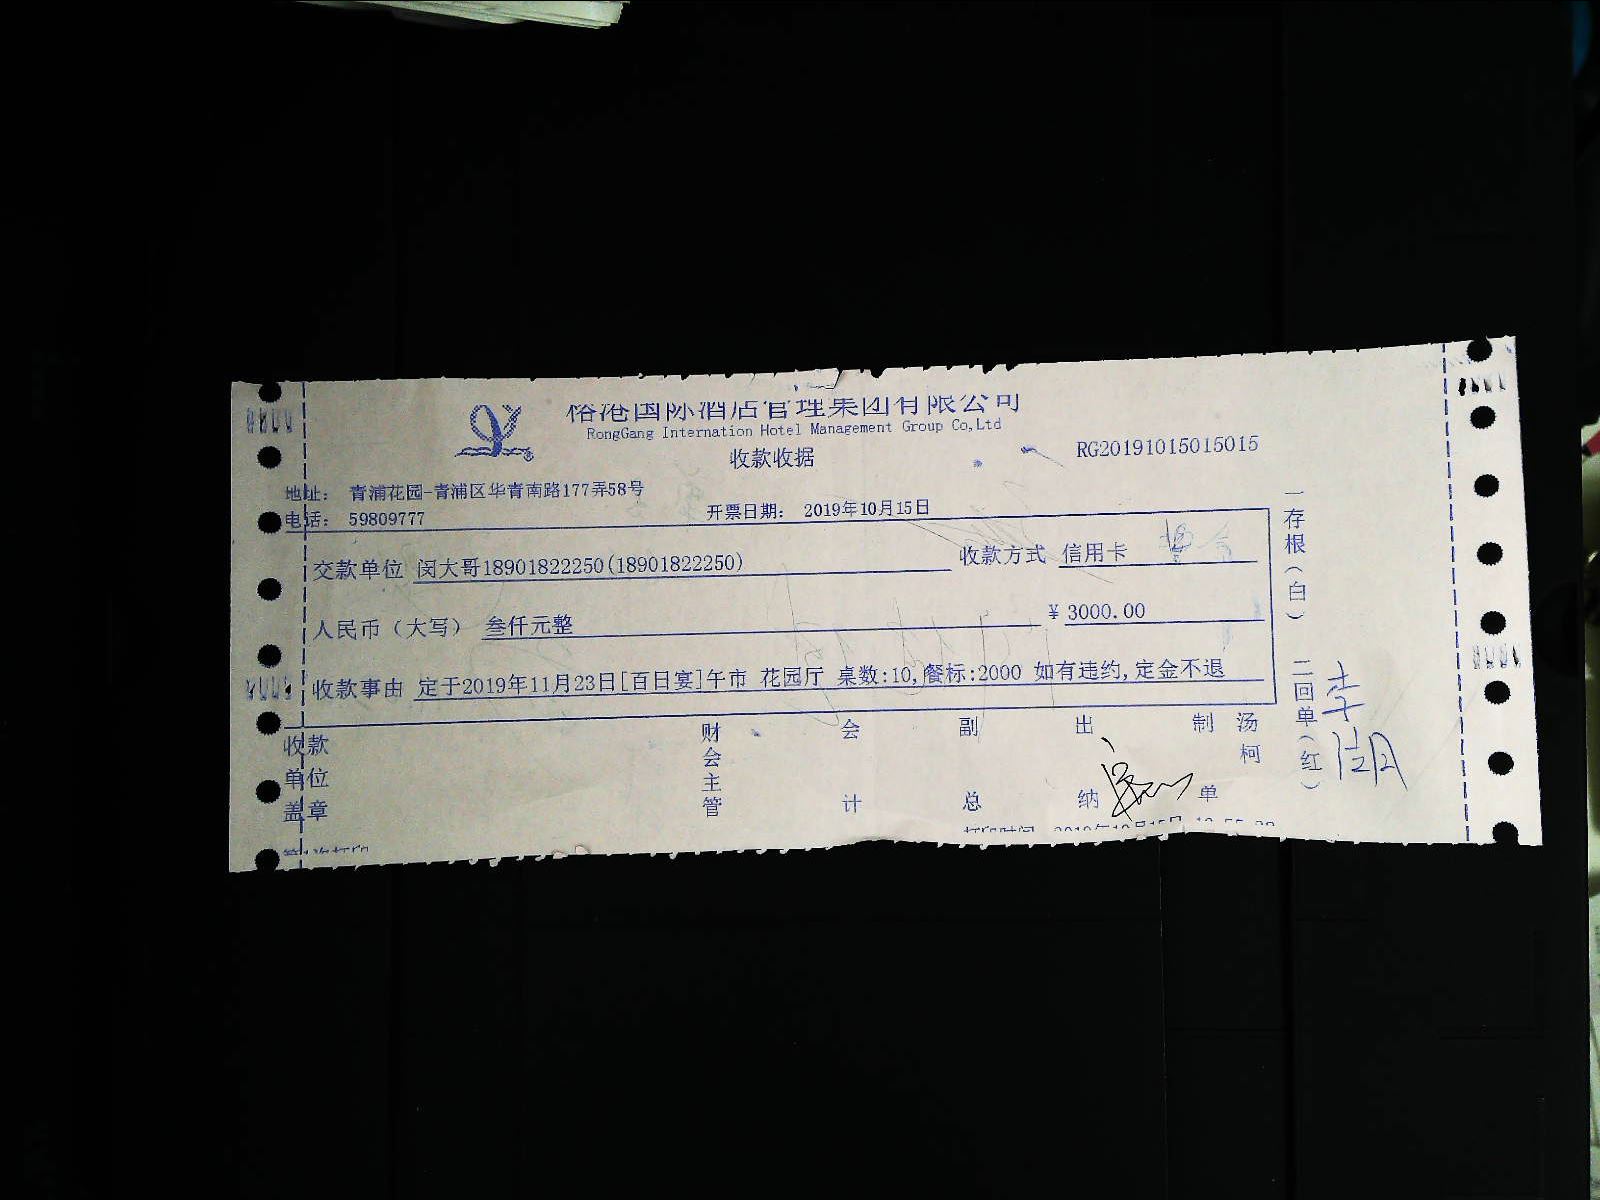 榕港国际酒店管理集团有限公司
RongGang Internation Hotel Management Group Co,Ltd
收款收据
RG20191015015015
地址： 青浦花园-青浦区华青南路177弄58号
电话： 59809777
开票日期： 2019年10月15日
交款单位 闵大哥18901822250(18901822250)
收款方式 信用卡
人民币（大写） 叁仟元整
¥ 3000.00
收款事由 定于2019年11月23日[百日宴]午市 花园厅 桌数:10,餐标:2000 如有违约,定金不退
收款单位盖章
财会主管
会计
副总
出纳
制单
汤柯
一存根（白）
二回单（红）
李